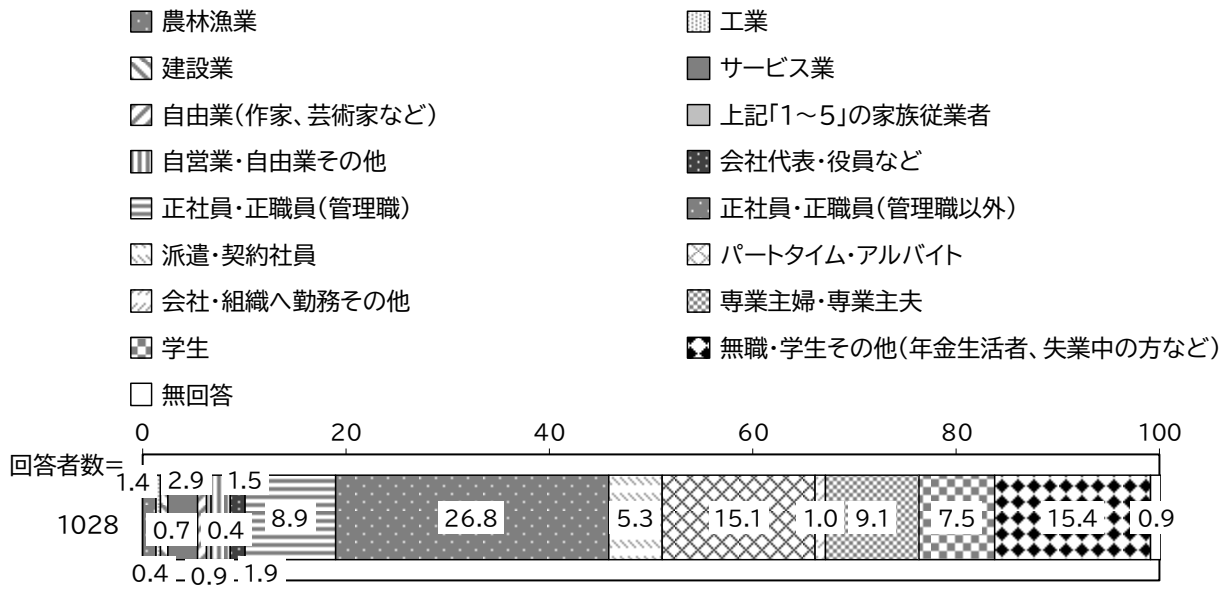 農林漁業 工業
建設業 サービス業
自由業(作家、芸術家など) 上記「1～5」の家族従業者
自営業・自由業その他 会社代表・役員など
正社員・正職員(管理職) 正社員・正職員(管理職以外)
派遣・契約社員 パートタイム・アルバイト
会社・組織へ勤務その他 専業主婦・専業主夫
学生 無職・学生その他(年金生活者、失業中の方など)
無回答
0 20 40 60 80 100
回答者数=
1.4 2.9 1.5
1028 0.7 0.4 8.9 26.8 5.3 15.1 1.0 9.1 7.5 15.4 0.9
0.4 0.9 1.9